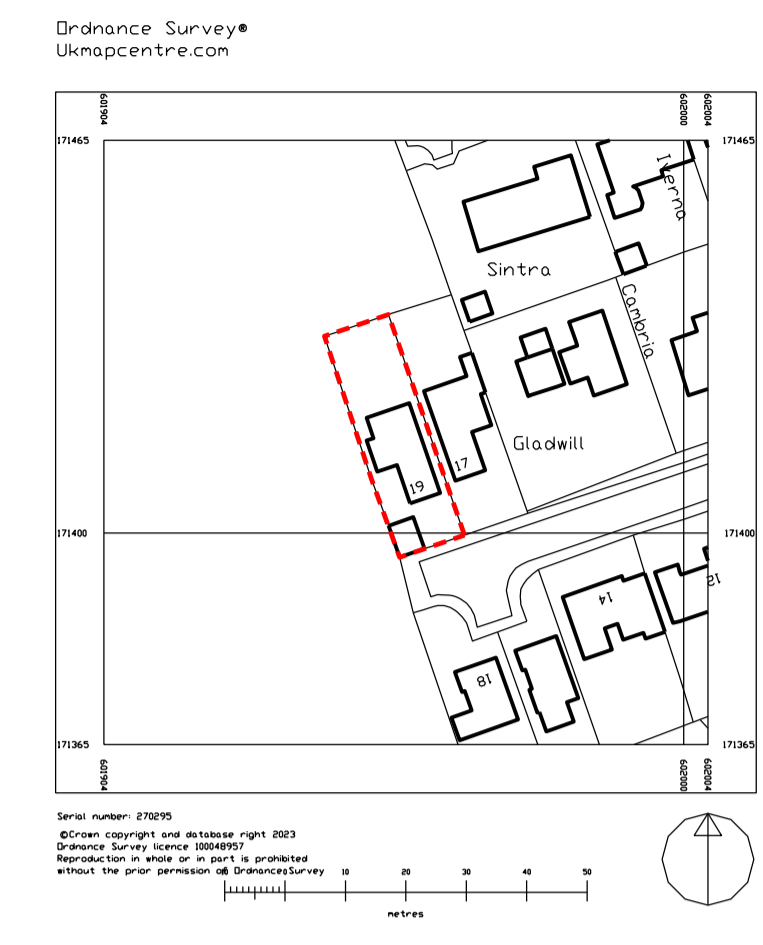 Ordnance Survey®
Ukmapcentre.com
601904
602000
602004
171465
171465
Iverna
Sintra
Cambria
Gladwill
17
19
171400
171400
12
14
18
171365
171365
601904
602000
602004
Serial number: 270295
©Crown copyright and database right 2023
Ordnance Survey licence 100048957
Reproduction in whole or in part is prohibited
without the prior permission of Ordnance Survey
0 10 20 30 40 50
metres